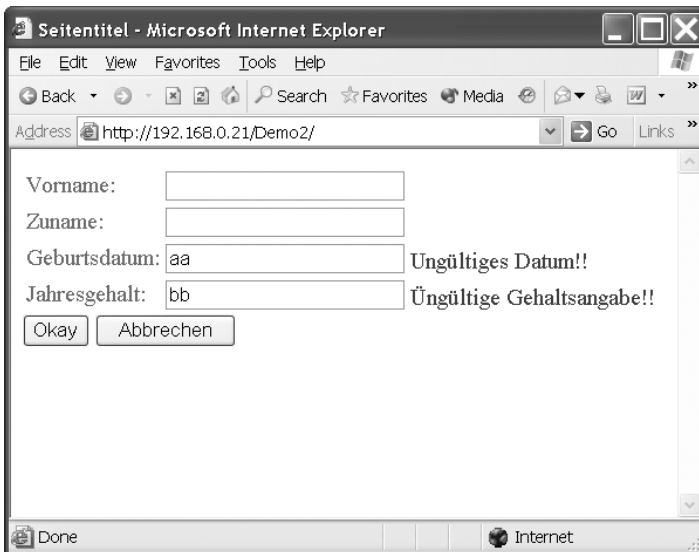 Seitentitel - Microsoft Internet Explorer
File Edit View Favorites Tools Help
Back Search Favorites Media »
Address http://192.168.0.21/Demo2/ Go Links »
Vorname:
Zuname:
Geburtsdatum: aa Ungültiges Datum!!
Jahresgehalt: bb Üngültige Gehaltsangabe!!
Okay Abbrechen
Done Internet